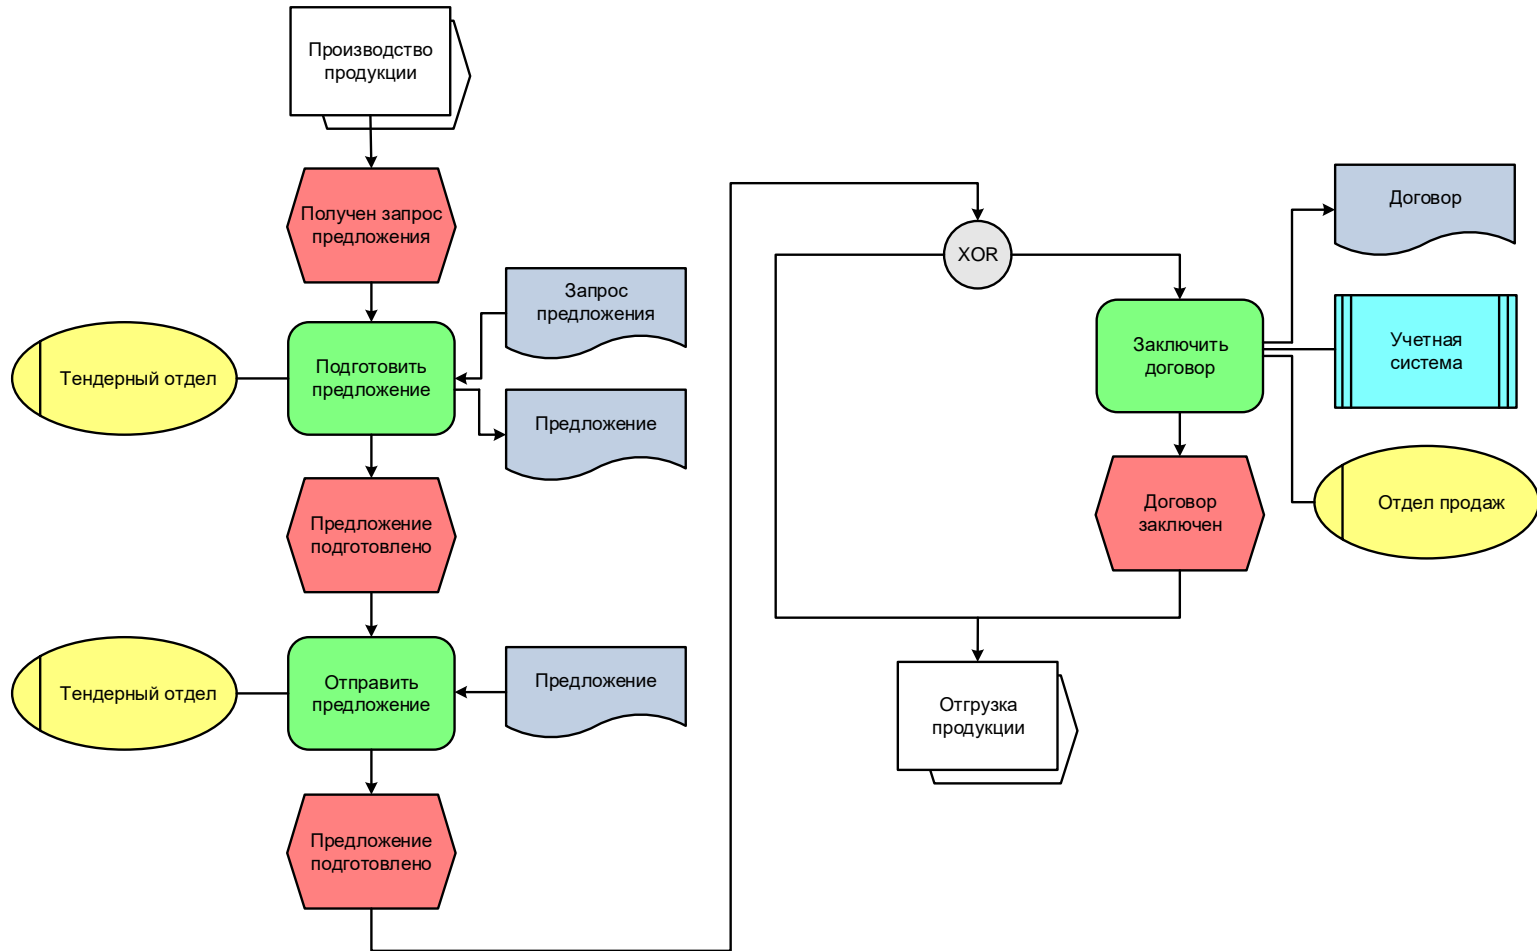 Производство
продукции
Получен запрос
предложения
Запрос
предложения
Тендерный отдел
Подготовить
предложение
Предложение
Предложение
подготовлено
Тендерный отдел
Отправить
предложение
Предложение
Предложение
подготовлено
XOR
Договор
Заключить
договор
Учетная
система
Договор
заключен
Отдел продаж
Отгрузка
продукции